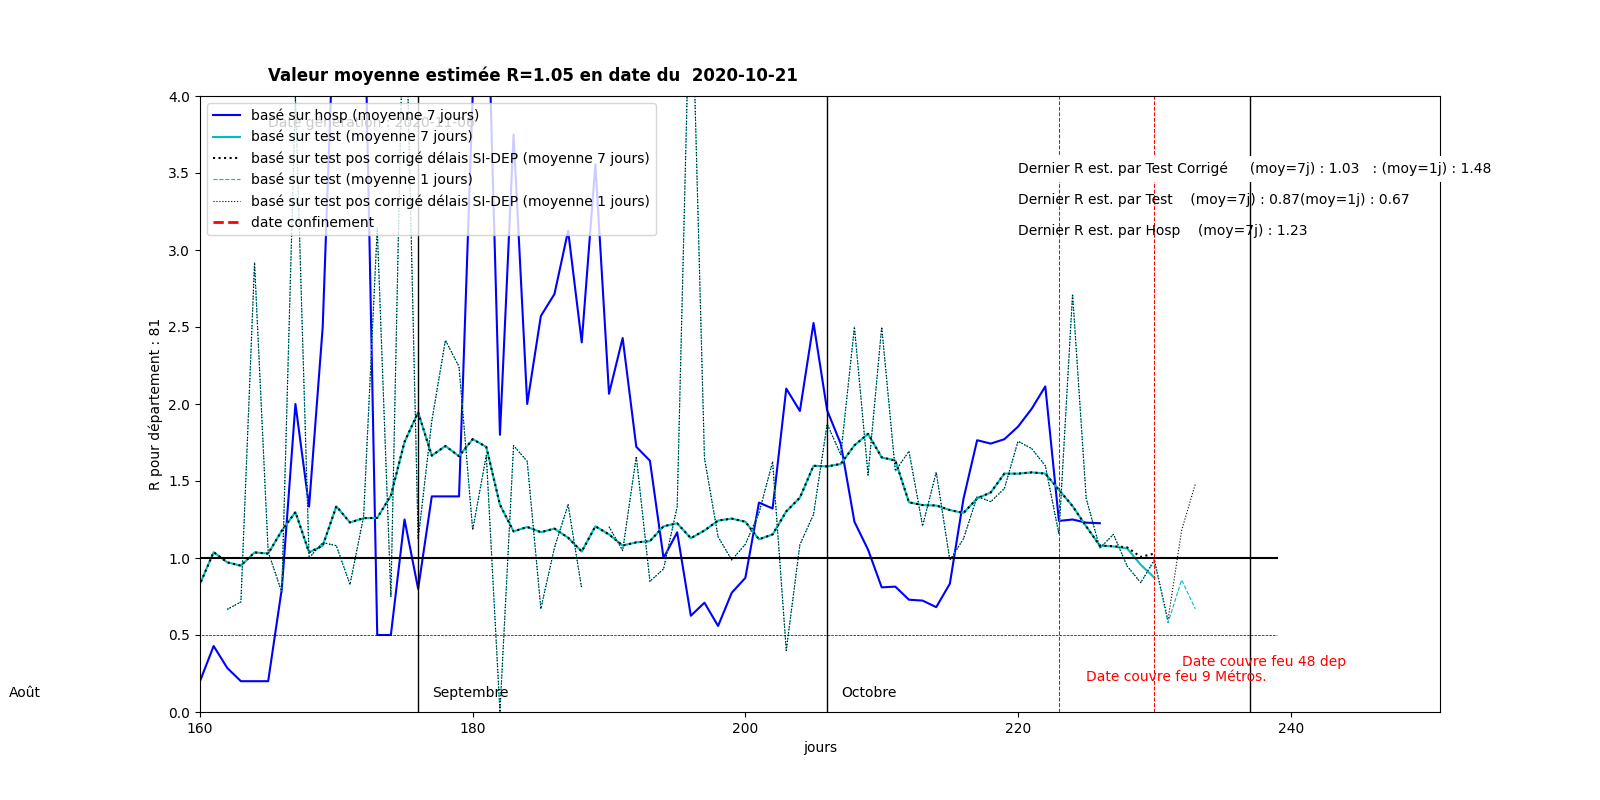 Valeur moyenne estimée R=1.05 en date du  2020-10-21
4.0
3.5
3.0
2.5
2.0
1.5
1.0
0.5
0.0
R pour département : 81
Date génération : 2020-11-06
basé sur hosp (moyenne 7 jours)
basé sur test (moyenne 7 jours)
basé sur test pos corrigé délais SI-DEP (moyenne 7 jours)
basé sur test (moyenne 1 jours)
basé sur test pos corrigé délais SI-DEP (moyenne 1 jours)
date confinement
Dernier R est. par Test Corrigé    (moy=7j) : 1.03   : (moy=1j) : 1.48
Dernier R est. par Test    (moy=7j) : 0.87(moy=1j) : 0.67
Dernier R est. par Hosp    (moy=7j) : 1.23
Date couvre feu 48 dep
Date couvre feu 9 Métros.
Août
Septembre
Octobre
160
180
200
220
240
jours